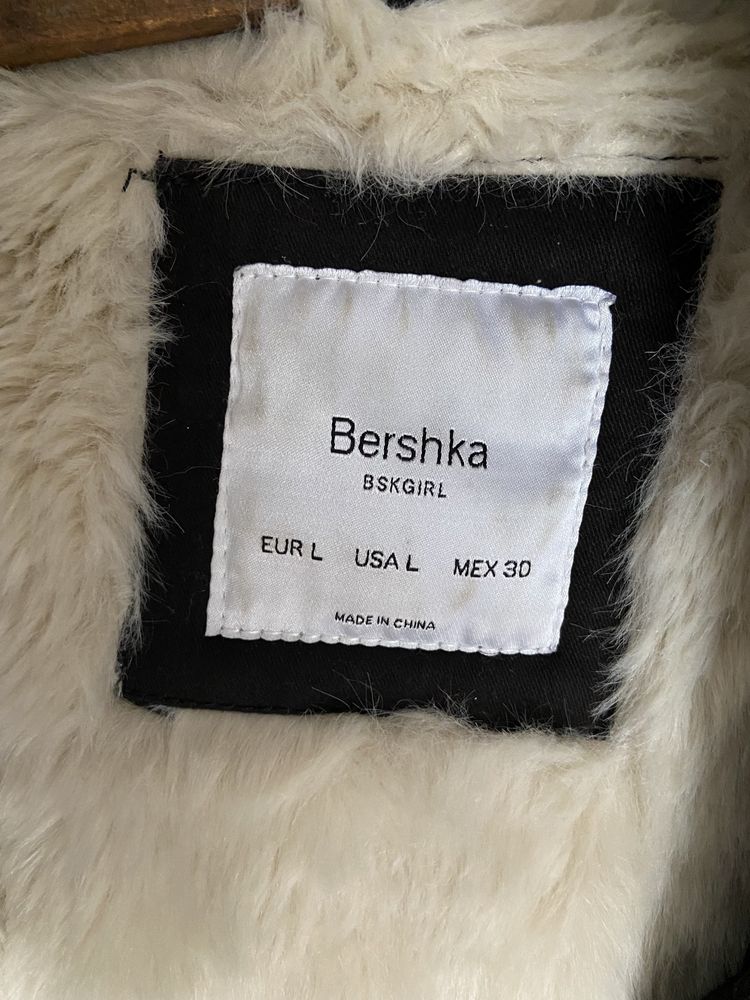 Bershka
BSKGIRL
EUR L USA L MEX 30
MADE IN CHINA